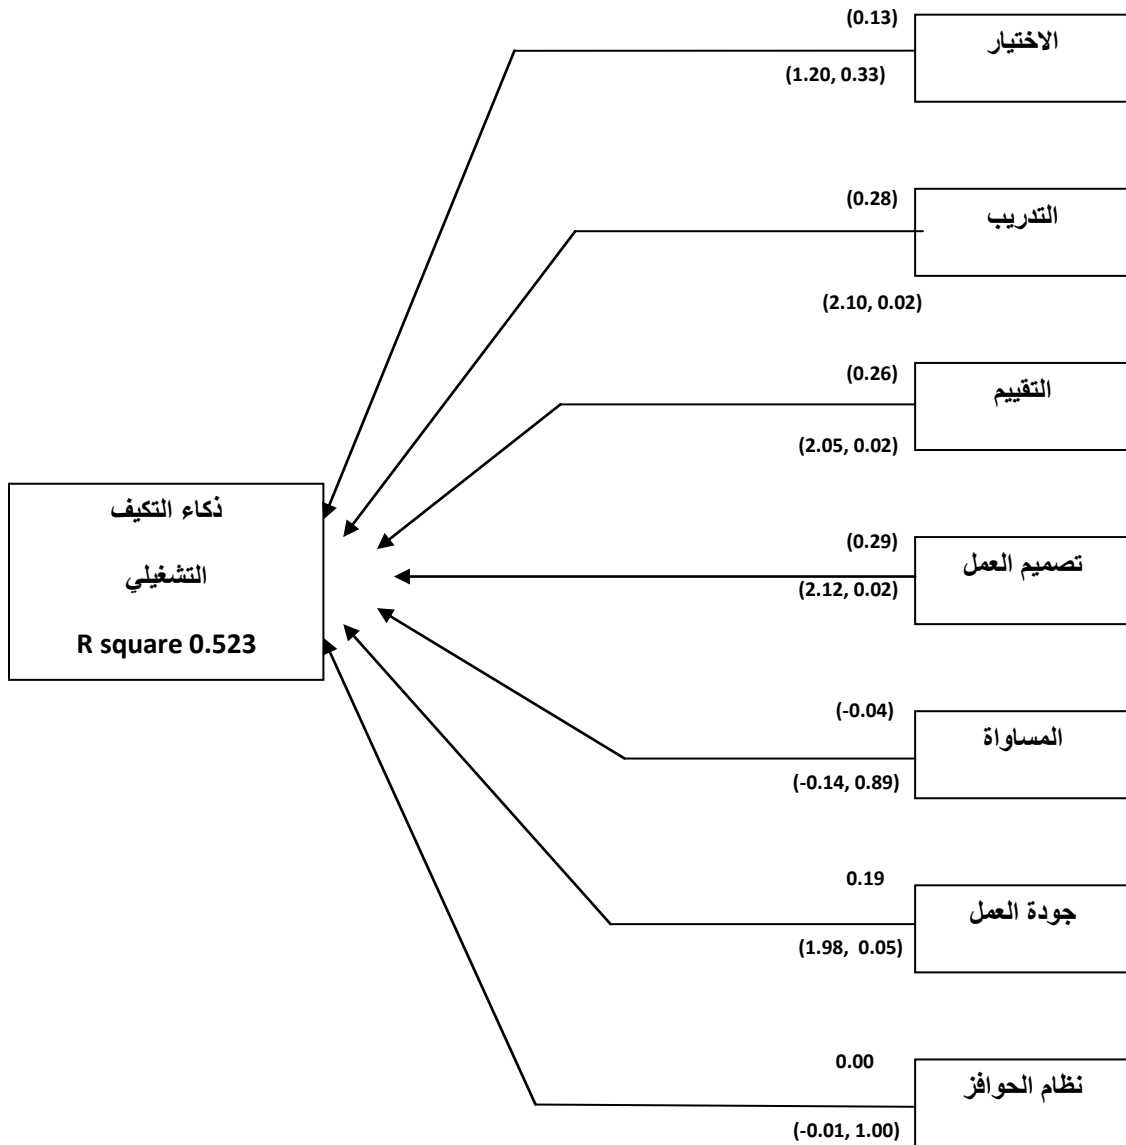 (0.13)
الاختيار
(1.20, 0.33)
(0.28)
التدريب
(2.10, 0.02)
(0.26)
التقييم
(2.05, 0.02)
ذكاء التكيف
التشغيلي
R square 0.523
(0.29)
تصميم العمل
(2.12, 0.02)
(-0.04)
المساواة
(-0.14, 0.89)
0.19
جودة العمل
(1.98, 0.05)
0.00
نظام الحوافز
(-0.01, 1.00)